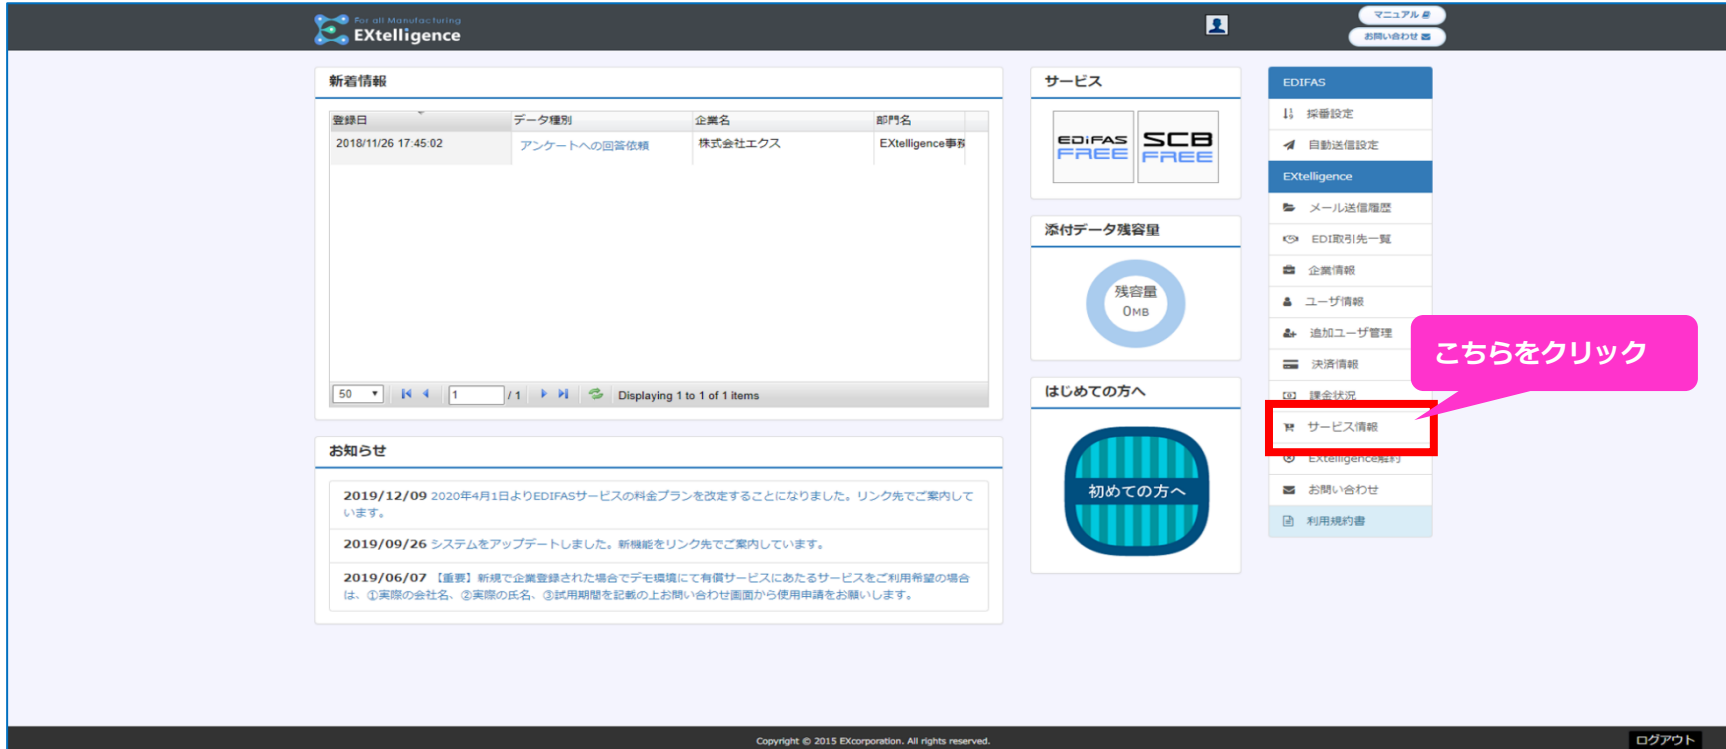 For all Manufacturing
EXtelligence
マニュアル
お問い合わせ
新着情報
登録日 データ種別 企業名 部門名
2018/11/26 17:45:02 アンケートへの回答依頼 株式会社エクス EXtelligence事務
50 1 / 1 Displaying 1 to 1 of 1 items
お知らせ
2019/12/09 2020年4月1日よりEDIFASサービスの料金プランを改定することになりました。リンク先でご案内して
います。
2019/09/26 システムをアップデートしました。新機能をリンク先でご案内しています。
2019/06/07 【重要】新規で企業登録された場合でデモ環境にて有償サービスにあたるサービスをご利用希望の場合
は、①実際の会社名、②実際の氏名、③試用期間を記載の上お問い合わせ画面から使用申請をお願いします。
サービス
EDIFAS
FREE
SCB
FREE
添付データ残容量
残容量
0MB
はじめての方へ
初めての方へ
EDIFAS
採番設定
自動送信設定
EXtelligence
メール送信履歴
EDI取引先一覧
企業情報
ユーザ情報
追加ユーザ管理
決済情報
課金状況
サービス情報
EXtelligence解約
お問い合わせ
利用規約書
こちらをクリック
Copyright © 2015 EXcorporation. All rights reserved.
ログアウト